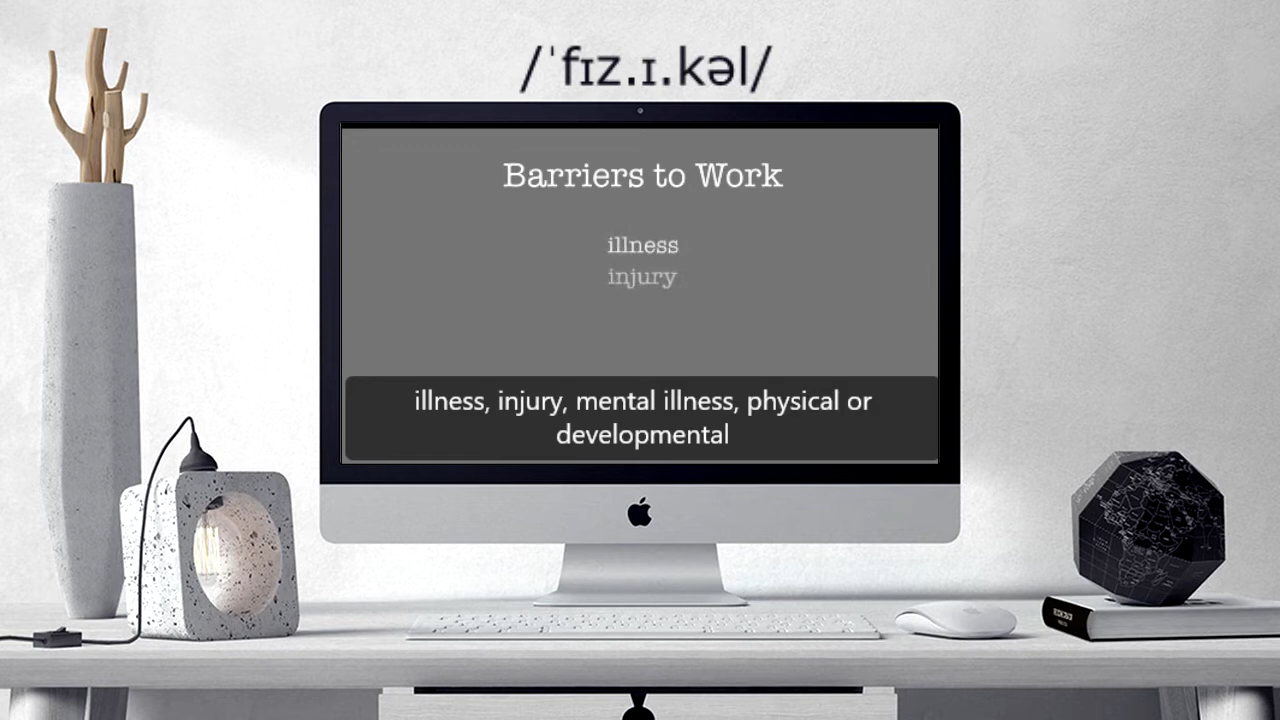 /ˈfɪz.ɪ.kəl/
Barriers to Work
illness
injury
illness, injury, mental illness, physical or
developmental